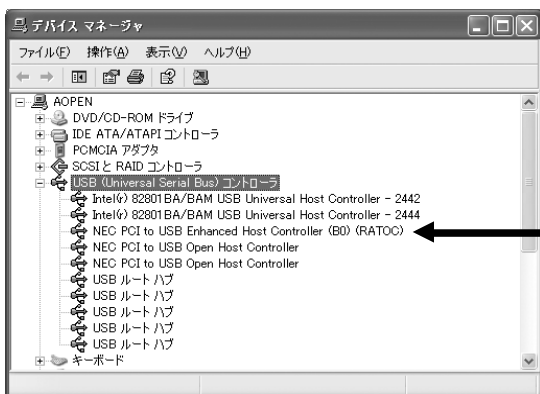 デバイス マネージャ
ファイル(F) 操作(A) 表示(V) ヘルプ(H)
AOPEN
DVD/CD-ROM ドライブ
IDE ATA/ATAPI コントローラ
PCMCIA アダプタ
SCSI と RAID コントローラ
USB (Universal Serial Bus) コントローラ
Intel(r) 82801BA/BAM USB Universal Host Controller - 2442
Intel(r) 82801BA/BAM USB Universal Host Controller - 2444
NEC PCI to USB Enhanced Host Controller (B0) (RATOC)
NEC PCI to USB Open Host Controller
NEC PCI to USB Open Host Controller
USB ルート ハブ
USB ルート ハブ
USB ルート ハブ
USB ルート ハブ
USB ルート ハブ
キーボード